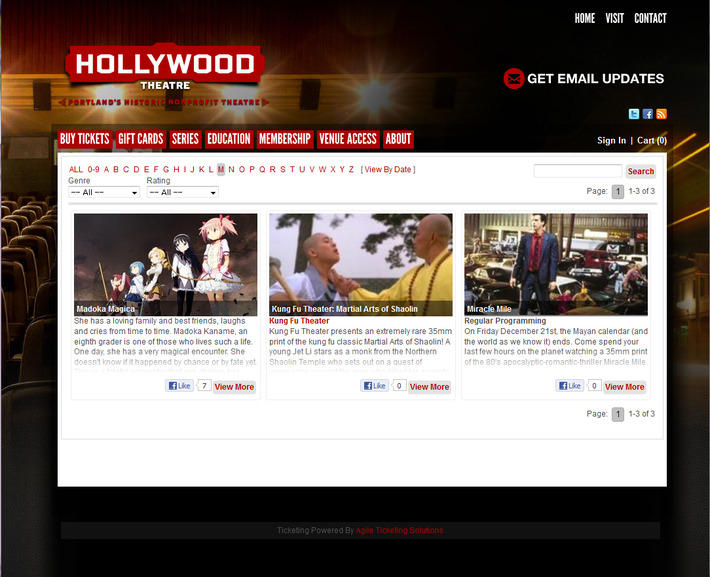 HOME VISIT CONTACT
HOLLYWOOD
THEATRE
PORTLAND'S HISTORIC NONPROFIT THEATRE
GET EMAIL UPDATES
BUY TICKETS GIFT CARDS SERIES EDUCATION MEMBERSHIP VENUE ACCESS ABOUT
Sign In | Cart (0)
ALL 0-9 A B C D E F G H I J K L M N O P Q R S T U V W X Y Z [ View By Date ]
Search
Genre Rating
-- All -- -- All --
Page: 1 1-3 of 3
Madoka Magica
She has a loving family and best friends, laughs
and cries from time to time. Madoka Kaname, an
eighth grader is one of those who lives such a life.
One day, she has a very magical encounter. She
doesn't know if it happened by chance or by fate yet.
Like 7 View More
Kung Fu Theater: Martial Arts of Shaolin
Kung Fu Theater
Kung Fu Theater presents an extremely rare 35mm
print of the kung fu classic Martial Arts of Shaolin! A
young Jet Li stars as a monk from the Northern
Shaolin Temple who sets out on a quest of
Like 0 View More
Miracle Mile
Regular Programming
On Friday December 21st, the Mayan calendar (and
the world as we know it) ends. Come spend your
last few hours on the planet watching a 35mm print
of the 80's apocalyptic-romantic-thriller Miracle Mile.
Like 0 View More
Page: 1 1-3 of 3
Ticketing Powered By Agile Ticketing Solutions.